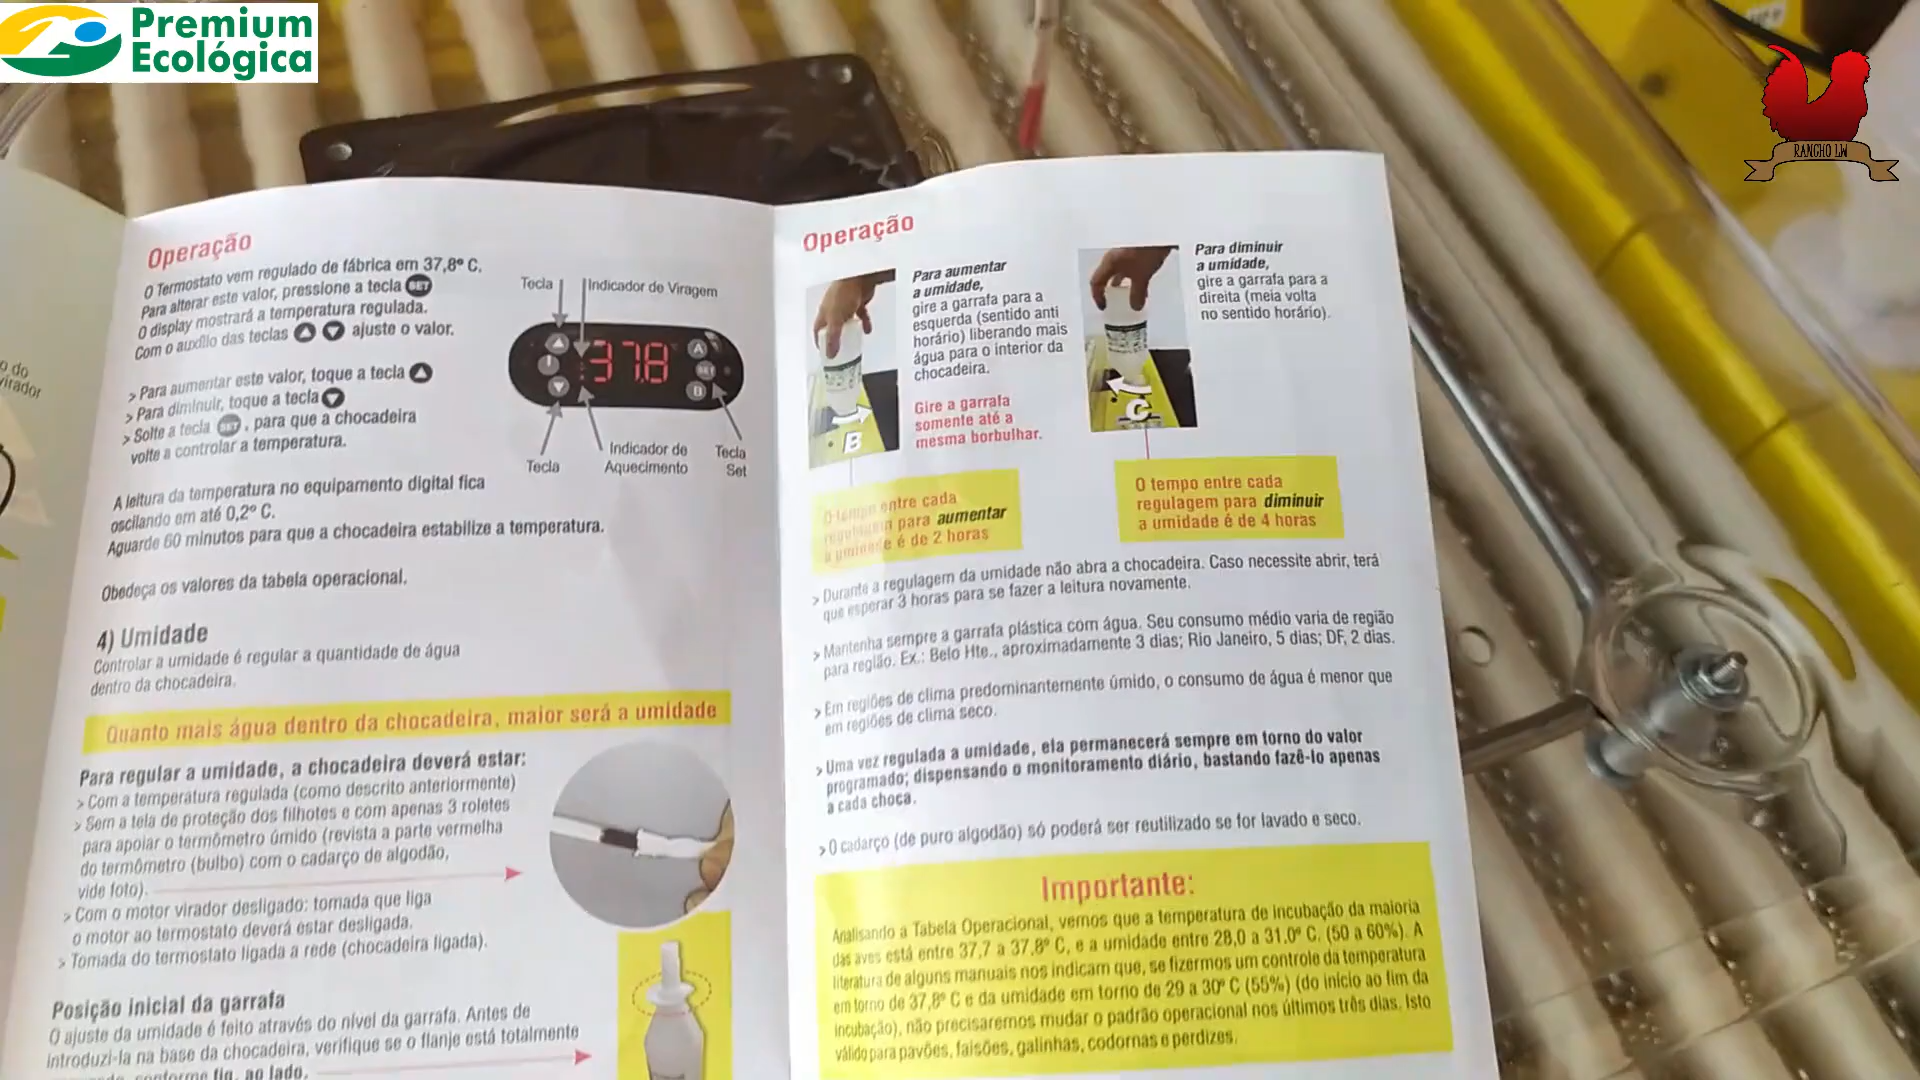 Premium
Ecológica
RANCHO LW
o do
virador
Operação
O Termostato vem regulado de fábrica em 37,8º C.
Para alterar este valor, pressione a tecla SET
O display mostrará a temperatura regulada.
Com o auxílio das teclas ajuste o valor.
> Para aumentar este valor, toque a tecla
> Para diminuir, toque a tecla
> Solte a tecla SET, para que a chocadeira
volte a controlar a temperatura.
Tecla
Indicador de Viragem
37.8
A
SET
B
Tecla
Indicador de
Aquecimento
Tecla
Set
A leitura da temperatura no equipamento digital fica
oscilando em até 0,2º C.
Aguarde 60 minutos para que a chocadeira estabilize a temperatura.
Obedeça os valores da tabela operacional.
4) Umidade
Controlar a umidade é regular a quantidade de água
dentro da chocadeira.
Quanto mais água dentro da chocadeira, maior será a umidade
Para regular a umidade, a chocadeira deverá estar:
> Com a temperatura regulada (como descrito anteriormente)
> Sem a tela de proteção dos filhotes e com apenas 3 roletes
para apoiar o termômetro úmido (revista a parte vermelha
do termômetro (bulbo) com o cadarço de algodão,
vide foto).
> Com o motor virador desligado: tomada que liga
o motor ao termostato deverá estar desligada.
> Tomada do termostato ligada a rede (chocadeira ligada).
Posição inicial da garrafa
O ajuste da umidade é feito através do nível da garrafa. Antes de
introduzi-la na base da chocadeira, verifique se o flanje está totalmente
conforme fig. ao lado.
Operação
Para aumentar
a umidade,
gire a garrafa para a
esquerda (sentido anti
horário) liberando mais
água para o interior da
chocadeira.
Gire a garrafa
somente até a
mesma borbulhar.
B
Para diminuir
a umidade,
gire a garrafa para a
direita (meia volta
no sentido horário).
C
O tempo entre cada
regulagem para aumentar
a umidade é de 2 horas
O tempo entre cada
regulagem para diminuir
a umidade é de 4 horas
> Durante a regulagem da umidade não abra a chocadeira. Caso necessite abrir, terá
que esperar 3 horas para se fazer a leitura novamente.
> Mantenha sempre a garrafa plástica com água. Seu consumo médio varia de região
para região. Ex.: Belo Hte., aproximadamente 3 dias; Rio Janeiro, 5 dias; DF, 2 dias.
> Em regiões de clima predominantemente úmido, o consumo de água é menor que
em regiões de clima seco.
> Uma vez regulada a umidade, ela permanecerá sempre em torno do valor
programado; dispensando o monitoramento diário, bastando fazê-lo apenas
a cada choca.
> O cadarço (de puro algodão) só poderá ser reutilizado se for lavado e seco.
Importante:
Analisando a Tabela Operacional, vemos que a temperatura de incubação da maioria
das aves está entre 37,7 a 37,8º C, e a umidade entre 28,0 a 31,0º C. (50 a 60%). A
literatura de alguns manuais nos indicam que, se fizermos um controle da temperatura
em torno de 37,8º C e da umidade em torno de 29 a 30º C (55%) (do início ao fim da
incubação), não precisaremos mudar o padrão operacional nos últimos três dias. Isto
válido para pavões, faisões, galinhas, codornas e perdizes.